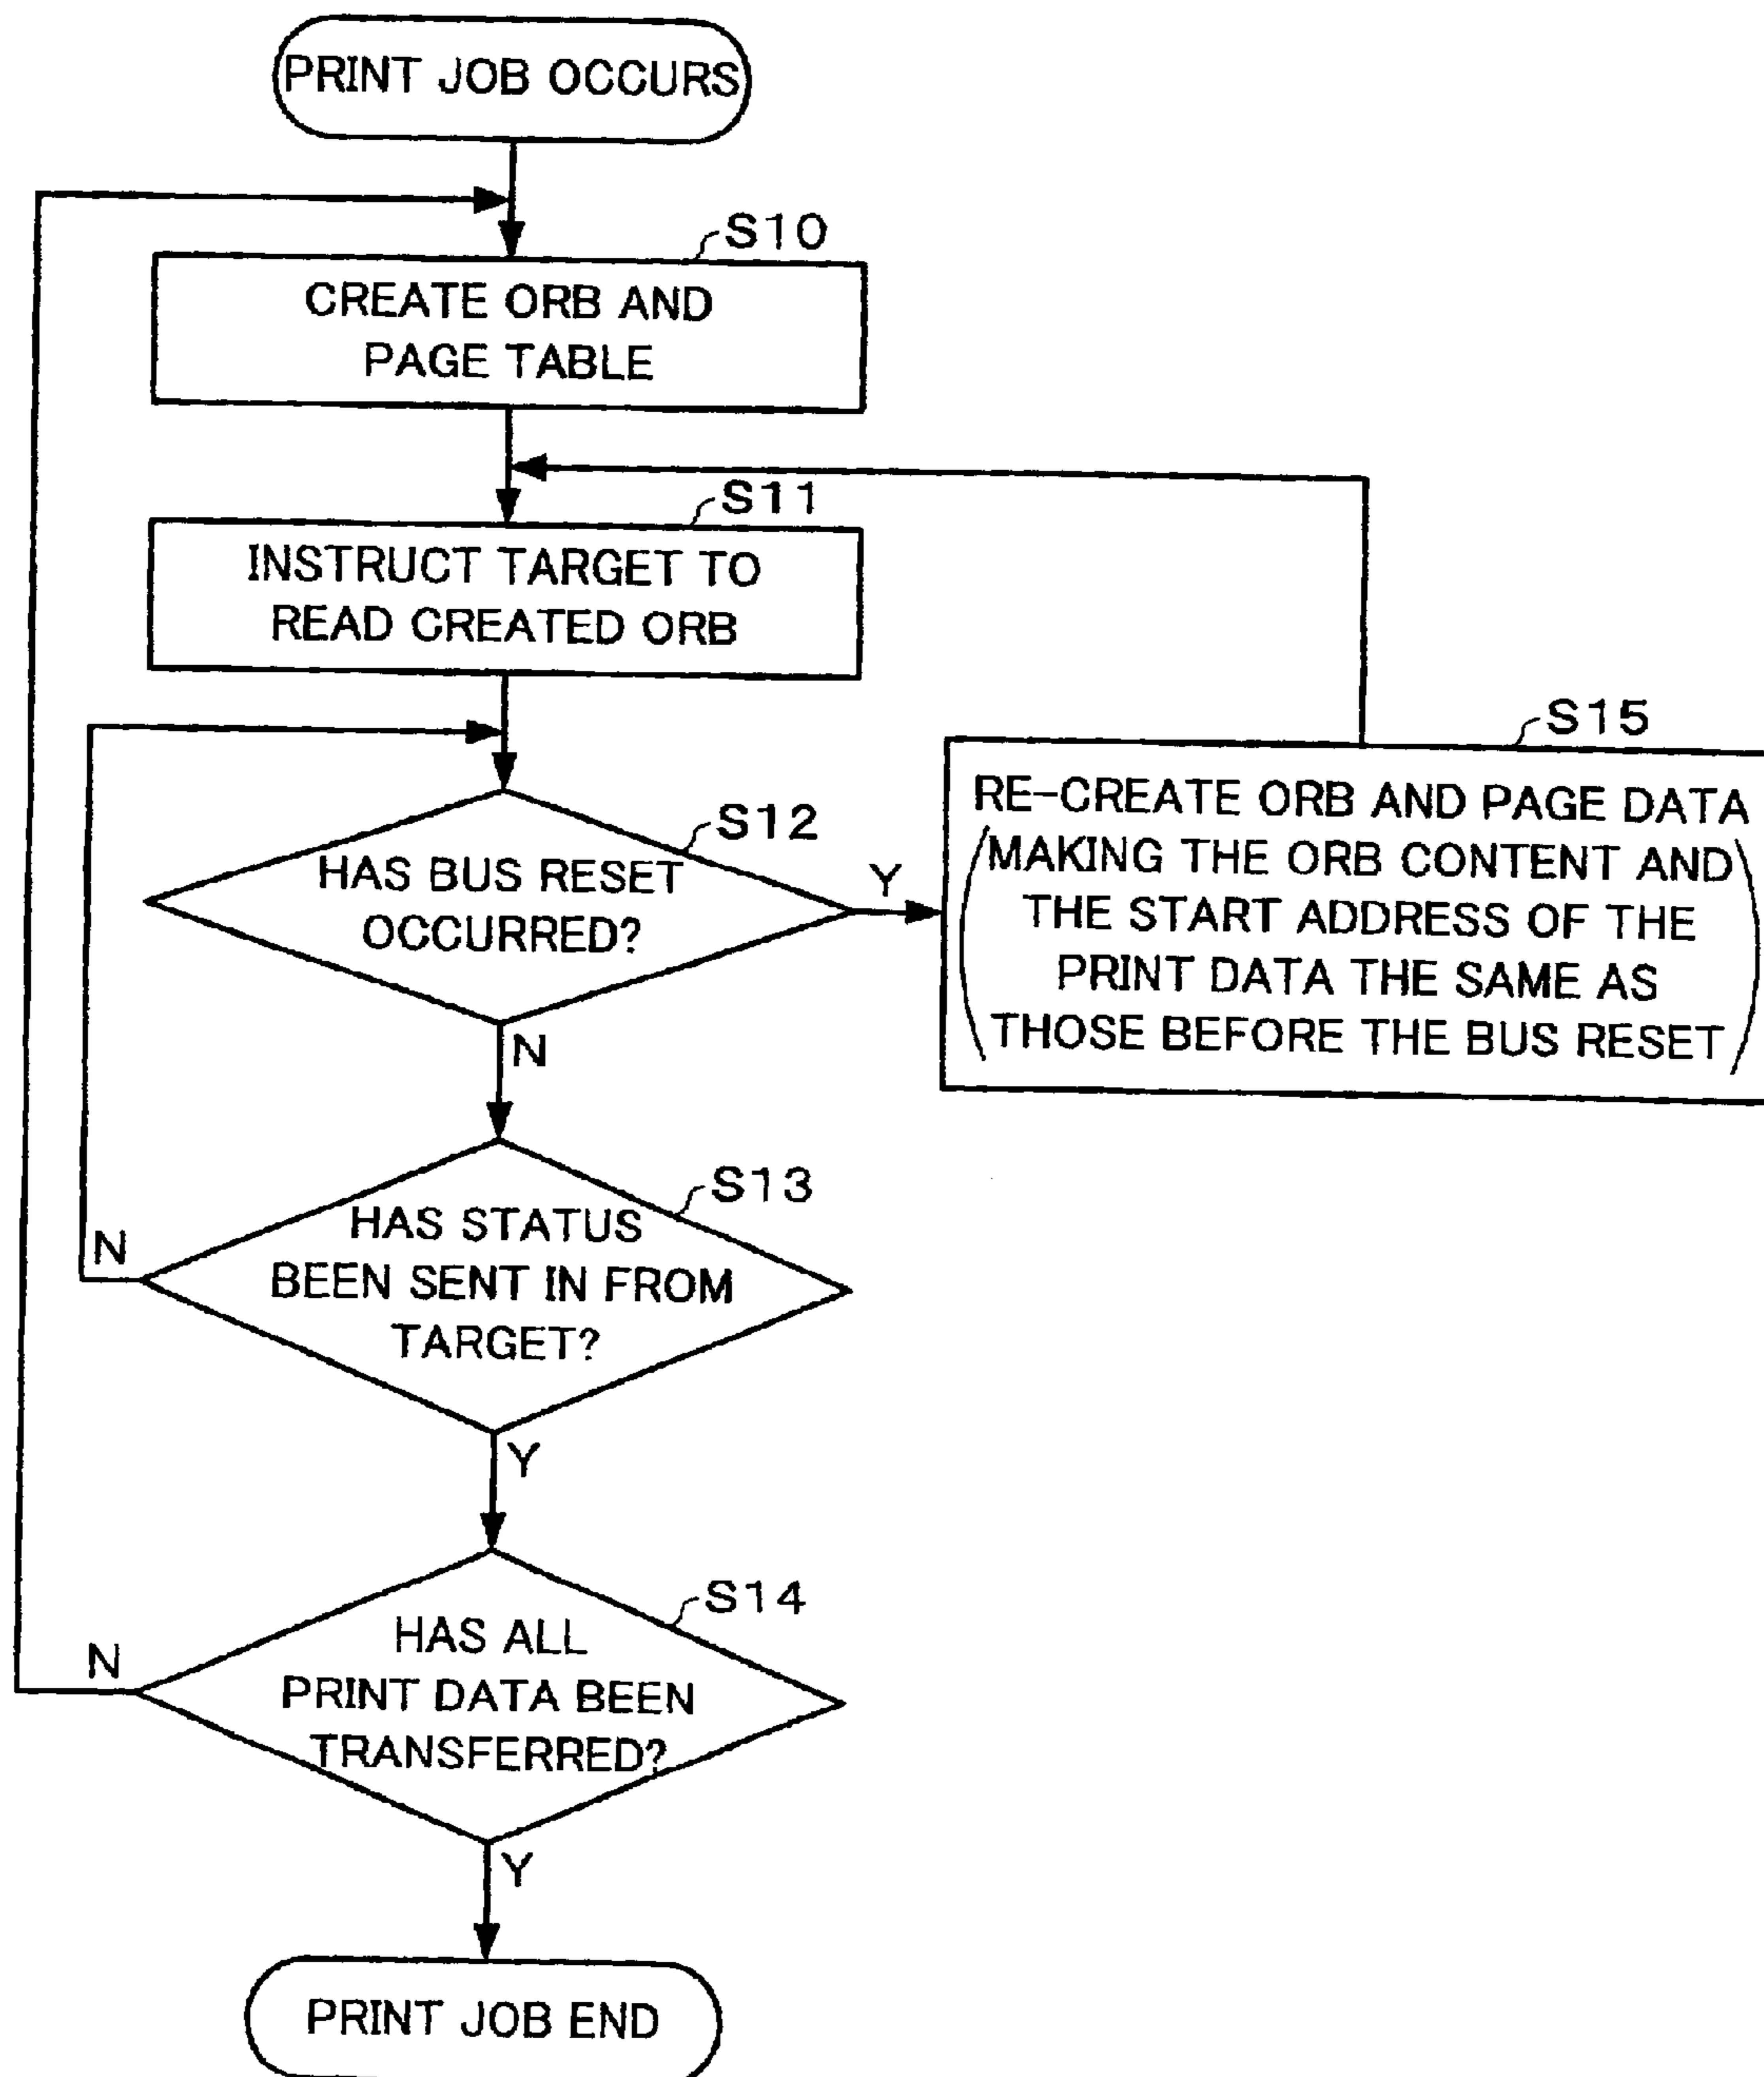 PRINT JOB OCCURS
S10
CREATE ORB AND
PAGE TABLE
S11
INSTRUCT TARGET TO
READ CREATED ORB
S12
HAS BUS RESET
OCCURRED?
Y
N
S15
RE-CREATE ORB AND PAGE DATA
(MAKING THE ORB CONTENT AND
THE START ADDRESS OF THE
PRINT DATA THE SAME AS
THOSE BEFORE THE BUS RESET)
S13
HAS STATUS
BEEN SENT IN FROM
TARGET?
N
Y
S14
HAS ALL
PRINT DATA BEEN
TRANSFERRED?
N
Y
PRINT JOB END